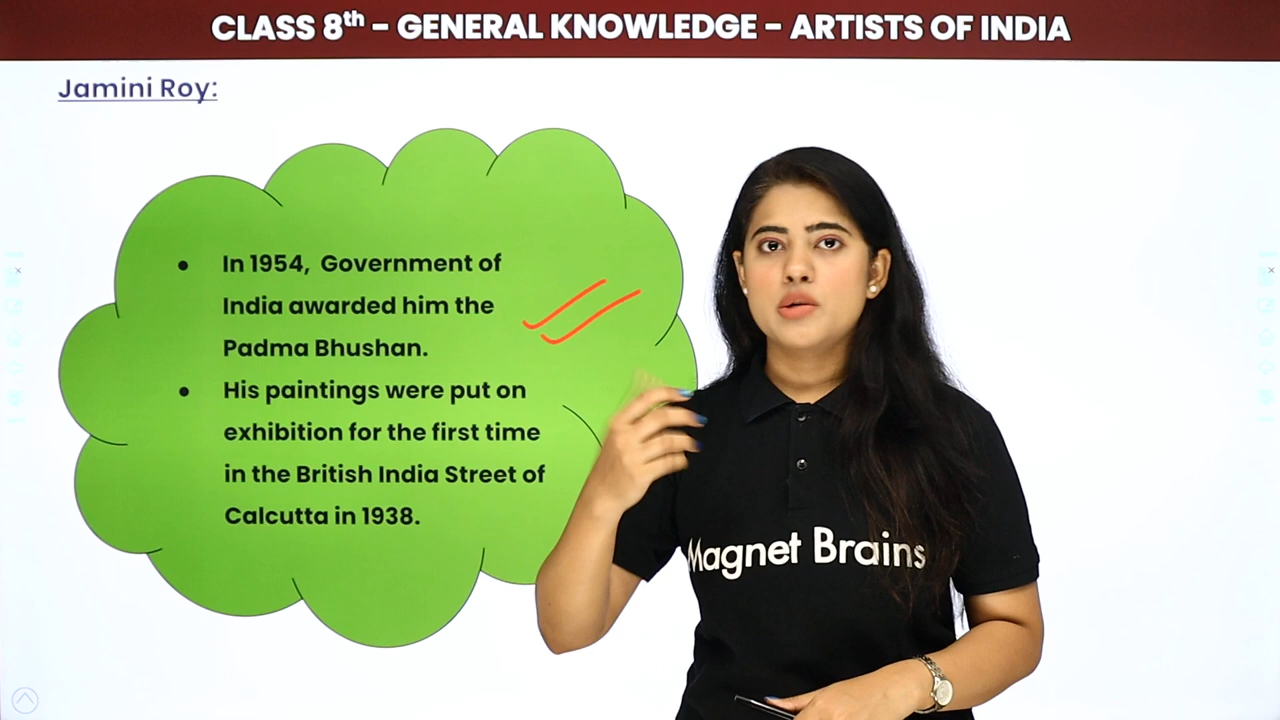 CLASS 8th - GENERAL KNOWLEDGE - ARTISTS OF INDIA
Jamini Roy:
• In 1954, Government of
India awarded him the
Padma Bhushan.
• His paintings were put on
exhibition for the first time
in the British India Street of
Calcutta in 1938.
Magnet Brains